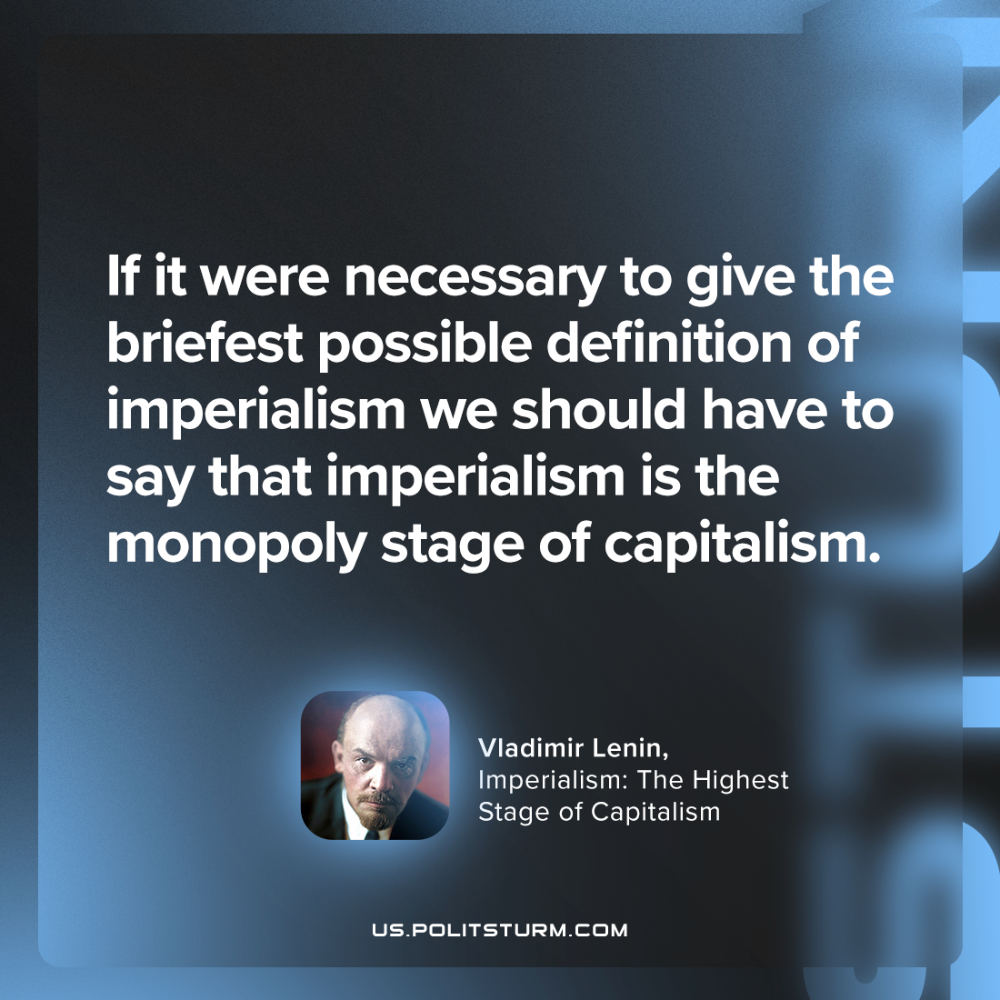 If it were necessary to give the
briefest possible definition of
imperialism we should have to
say that imperialism is the
monopoly stage of capitalism.
Vladimir Lenin,
Imperialism: The Highest
Stage of Capitalism
US.POLITSTURM.COM